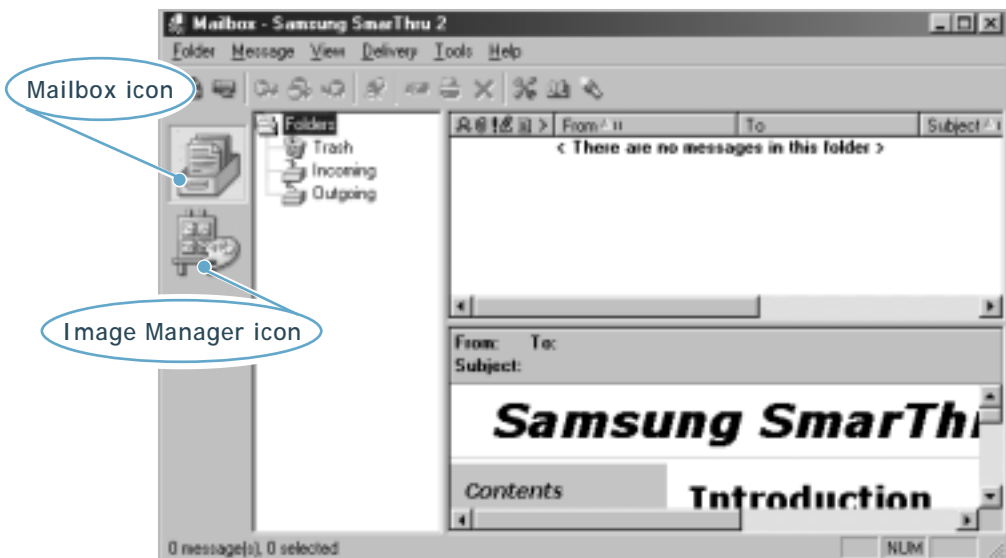 Mailbox - Samsung SmarThru 2
Folder Message View Delivery Tools Help
Mailbox icon
Folders
Trash
Incoming
Outgoing
From To Subject
< There are no messages in this folder >
Image Manager icon
From: To:
Subject:
Samsung SmarThr
Contents
Introduction
0 message(s), 0 selected
NUM